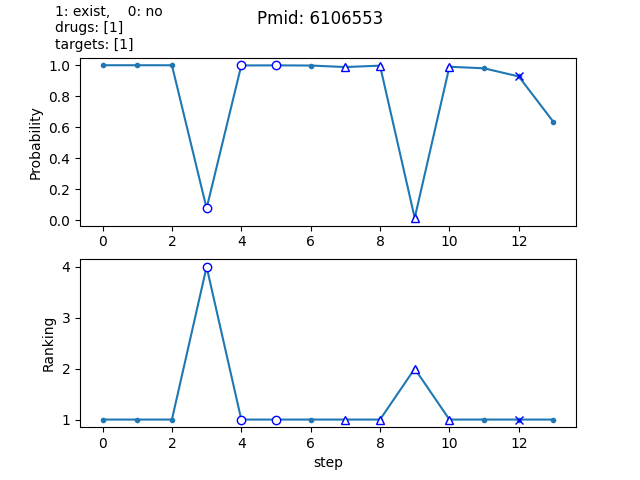 1: exist,    0: no
drugs: [1]
targets: [1]
Pmid: 6106553
1.0
0.8
0.6
0.4
0.2
0.0
Probability
0 2 4 6 8 10 12
4
3
2
1
Ranking
0 2 4 6 8 10 12
step